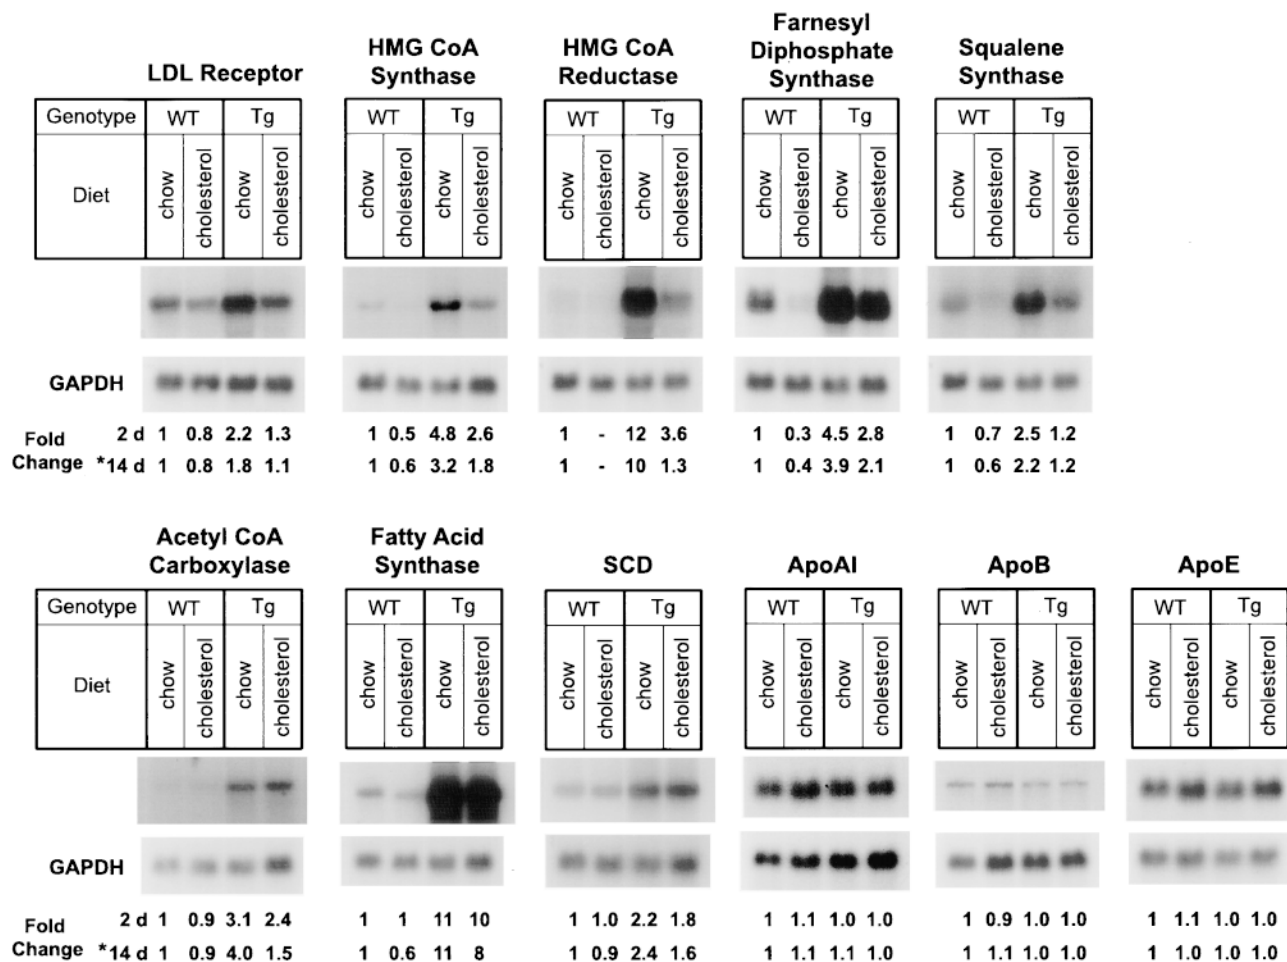 LDL Receptor
HMG CoA
Synthase
HMG CoA
Reductase
Farnesyl
Diphosphate
Synthase
Squalene
Synthase
Genotype WT Tg WT Tg WT Tg WT Tg WT Tg
Diet chow cholesterol chow cholesterol chow cholesterol chow cholesterol chow cholesterol chow cholesterol chow cholesterol chow cholesterol chow cholesterol chow cholesterol
GAPDH
Fold Change
2 d 1 0.8 2.2 1.3 1 0.5 4.8 2.6 1 - 12 3.6 1 0.3 4.5 2.8 1 0.7 2.5 1.2
*14 d 1 0.8 1.8 1.1 1 0.6 3.2 1.8 1 - 10 1.3 1 0.4 3.9 2.1 1 0.6 2.2 1.2
Acetyl CoA
Carboxylase
Fatty Acid
Synthase
SCD
ApoAI
ApoB
ApoE
Genotype WT Tg WT Tg WT Tg WT Tg WT Tg WT Tg
Diet chow cholesterol chow cholesterol chow cholesterol chow cholesterol chow cholesterol chow cholesterol chow cholesterol chow cholesterol chow cholesterol chow cholesterol chow cholesterol chow cholesterol
GAPDH
Fold Change
2 d 1 0.9 3.1 2.4 1 1 11 10 1 1.0 2.2 1.8 1 1.1 1.0 1.0 1 0.9 1.0 1.0 1 1.1 1.0 1.0
*14 d 1 0.9 4.0 1.5 1 0.6 11 8 1 0.9 2.4 1.6 1 1.1 1.1 1.0 1 1.1 1.0 1.0 1 1.0 1.0 1.0